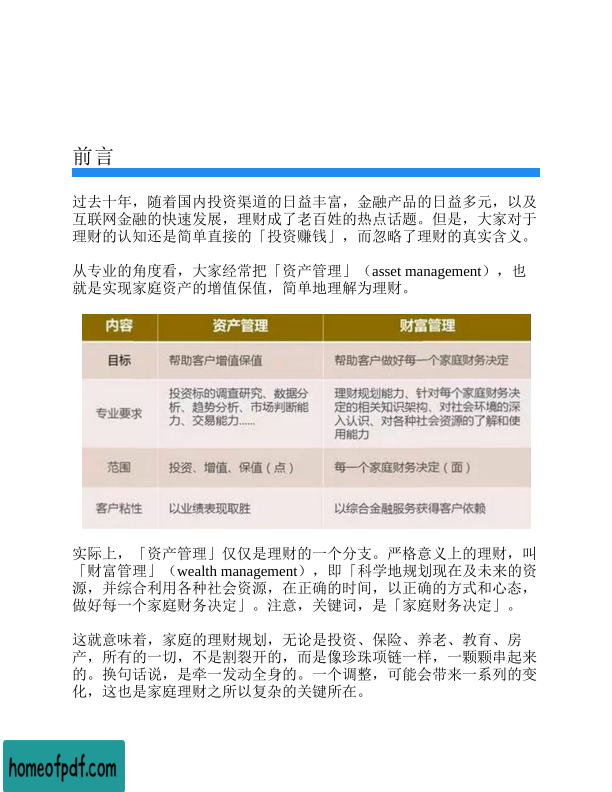 前言
过去十年，随着国内投资渠道的日益丰富，金融产品的日益多元，以及
互联网金融的快速发展，理财成了老百姓的热点话题。但是，大家对于
理财的认知还是简单直接的「投资赚钱」，而忽略了理财的真实含义。
从专业的角度看，大家经常把「资产管理」（asset management），也
就是实现家庭资产的增值保值，简单地理解为理财。
内容 资产管理 财富管理
目标 帮助客户增值保值 帮助客户做好每一个家庭财务决定
专业要求
投资标的调查研究、数据分
析、趋势分析、市场判断能
力、交易能力......
理财规划能力、针对每个家庭财务决
定的相关知识架构、对社会环境的深
入认识、对各种社会资源的了解和使
用能力
范围 投资、增值、保值（点） 每一个家庭财务决定（面）
客户粘性 以业绩表现取胜 以综合金融服务获得客户依赖
实际上，「资产管理」仅仅是理财的一个分支。严格意义上的理财，叫
「财富管理」（wealth management），即「科学地规划现在及未来的资
源，并综合利用各种社会资源，在正确的时间，以正确的方式和心态，
做好每一个家庭财务决定」。注意，关键词，是「家庭财务决定」。
这就意味着，家庭的理财规划，无论是投资、保险、养老、教育、房
产，所有的一切，不是割裂开的，而是像珍珠项链一样，一颗颗串起来
的。换句话说，是牵一发动全身的。一个调整，可能会带来一系列的变
化，这也是家庭理财之所以复杂的关键所在。
homeofpdf.com